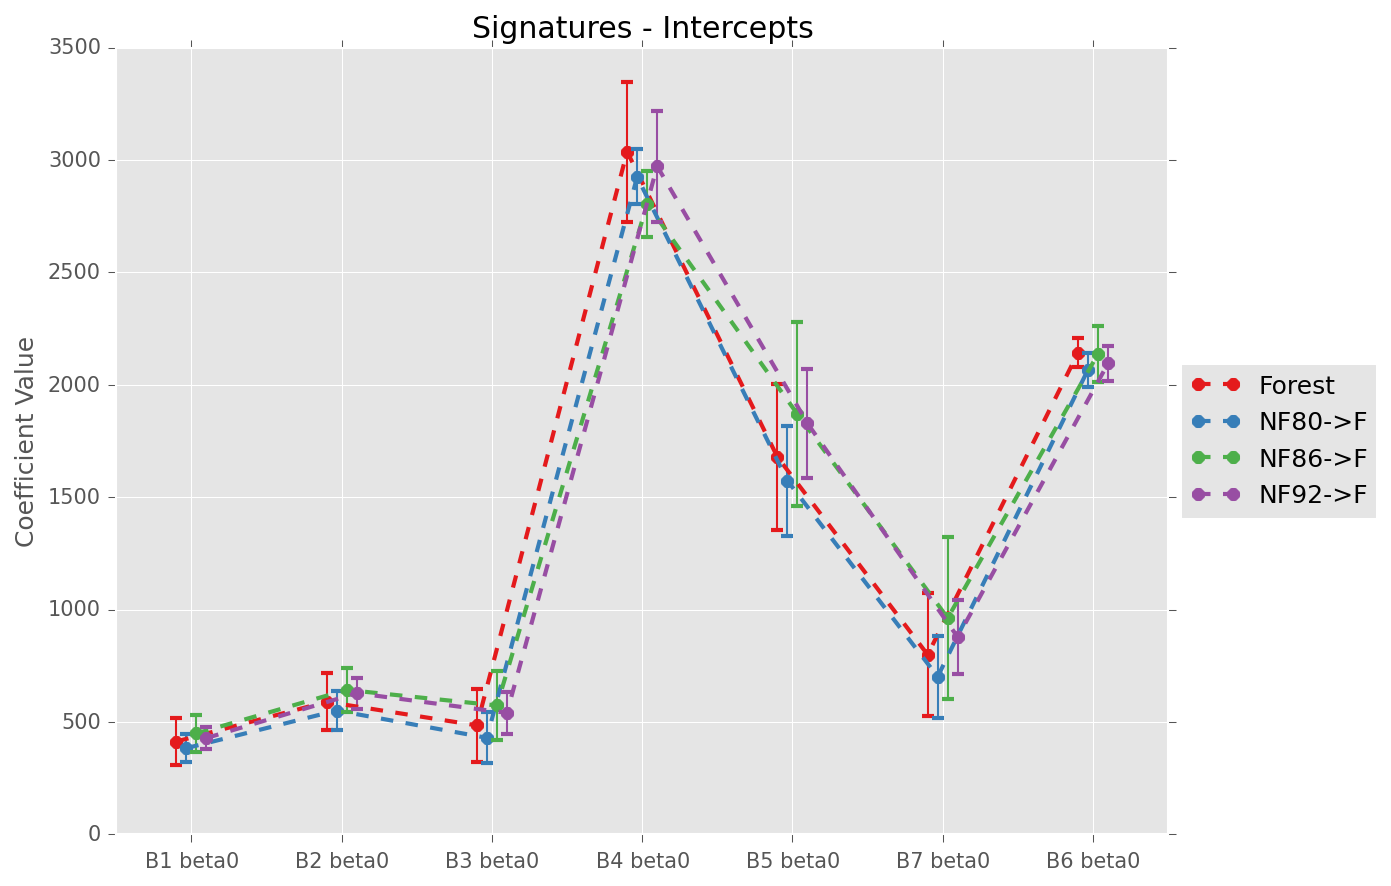 Signatures - Intercepts
3500
3000
2500
2000
1500
1000
500
0
Coefficient Value
B1 beta0
B2 beta0
B3 beta0
B4 beta0
B5 beta0
B7 beta0
B6 beta0
Forest
NF80->F
NF86->F
NF92->F